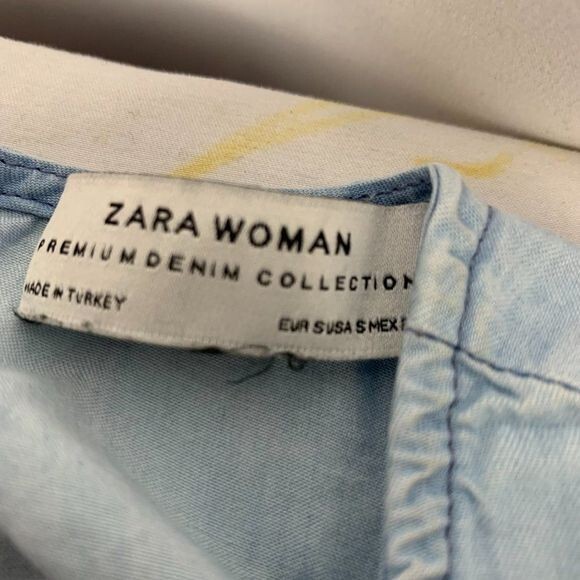 ZARA WOMAN
PREMIUM DENIM COLLECTION
MADE IN TURKEY
EUR S USA S MEX